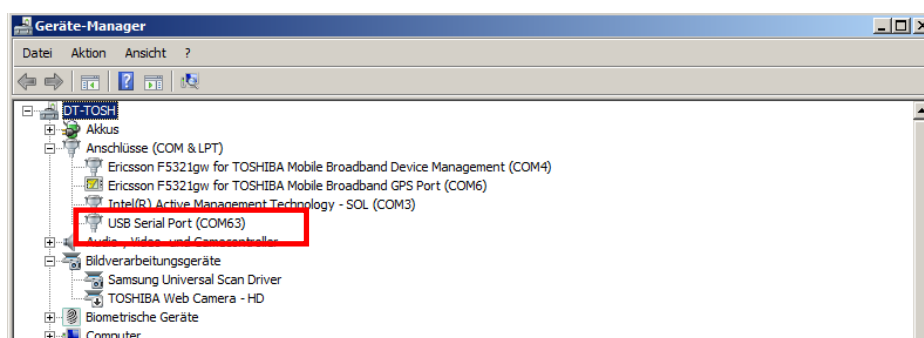 Geräte-Manager
Datei Aktion Ansicht ?
DT-TOSH
Akkus
Anschlüsse (COM & LPT)
Ericsson F5321gw for TOSHIBA Mobile Broadband Device Management (COM4)
Ericsson F5321gw for TOSHIBA Mobile Broadband GPS Port (COM6)
Intel(R) Active Management Technology - SOL (COM3)
USB Serial Port (COM63)
Audio-, Video- und Gamecontroller
Bildverarbeitungsgeräte
Samsung Universal Scan Driver
TOSHIBA Web Camera - HD
Biometrische Geräte
Computer